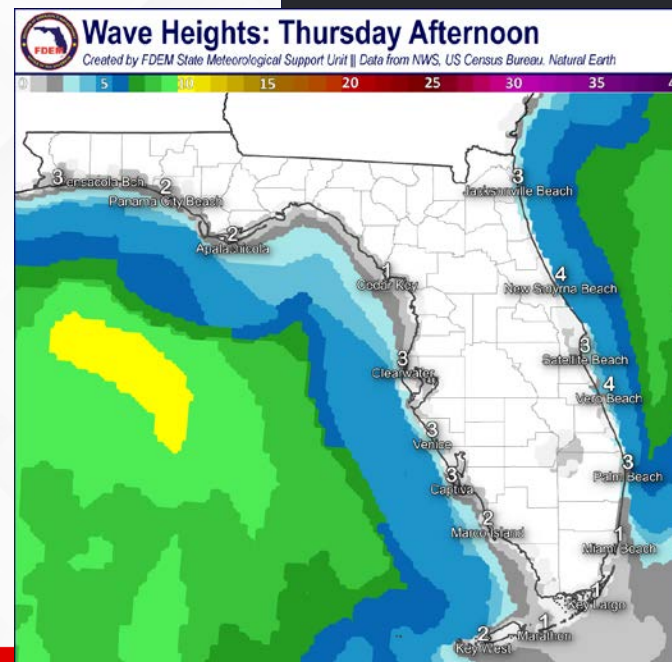 FDEM
Wave Heights: Thursday Afternoon
Created by FDEM State Meteorological Support Unit || Data from NWS, US Census Bureau. Natural Earth
0 5 10 15 20 25 30 35 4
3
Pensacola Bch
2
Panama City Beach
2
Apalachicola
1
Cedar Key
3
Jacksonville Beach
4
New Smyrna Beach
3
Satellite Beach
4
Vero Beach
3
Clearwater
3
Venice
3
Captiva
2
Marco Island
3
Palm Beach
1
Miami Beach
1
Key Largo
1
Marathon
2
Key West